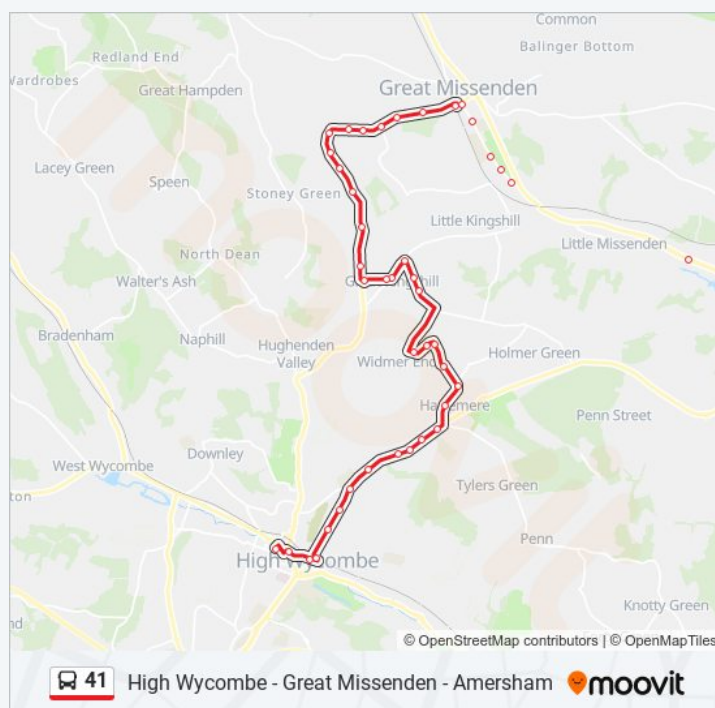 Common
Redland End
Balinger Bottom
Wardrobes
Great Hampden
Great Missenden
Lacey Green
Speen
Stoney Green
Little Kingshill
North Dean
Little Missenden
Walter's Ash
Bradenham
Naphill
Hughenden
Valley
Widmer End
Holmer Green
Penn Street
Downley
West Wycombe
Tylers Green
Penn
High Wycombe
Knotty Green
© OpenStreetMap contributors | © OpenMapTiles
41 High Wycombe - Great Missenden - Amersham moovit